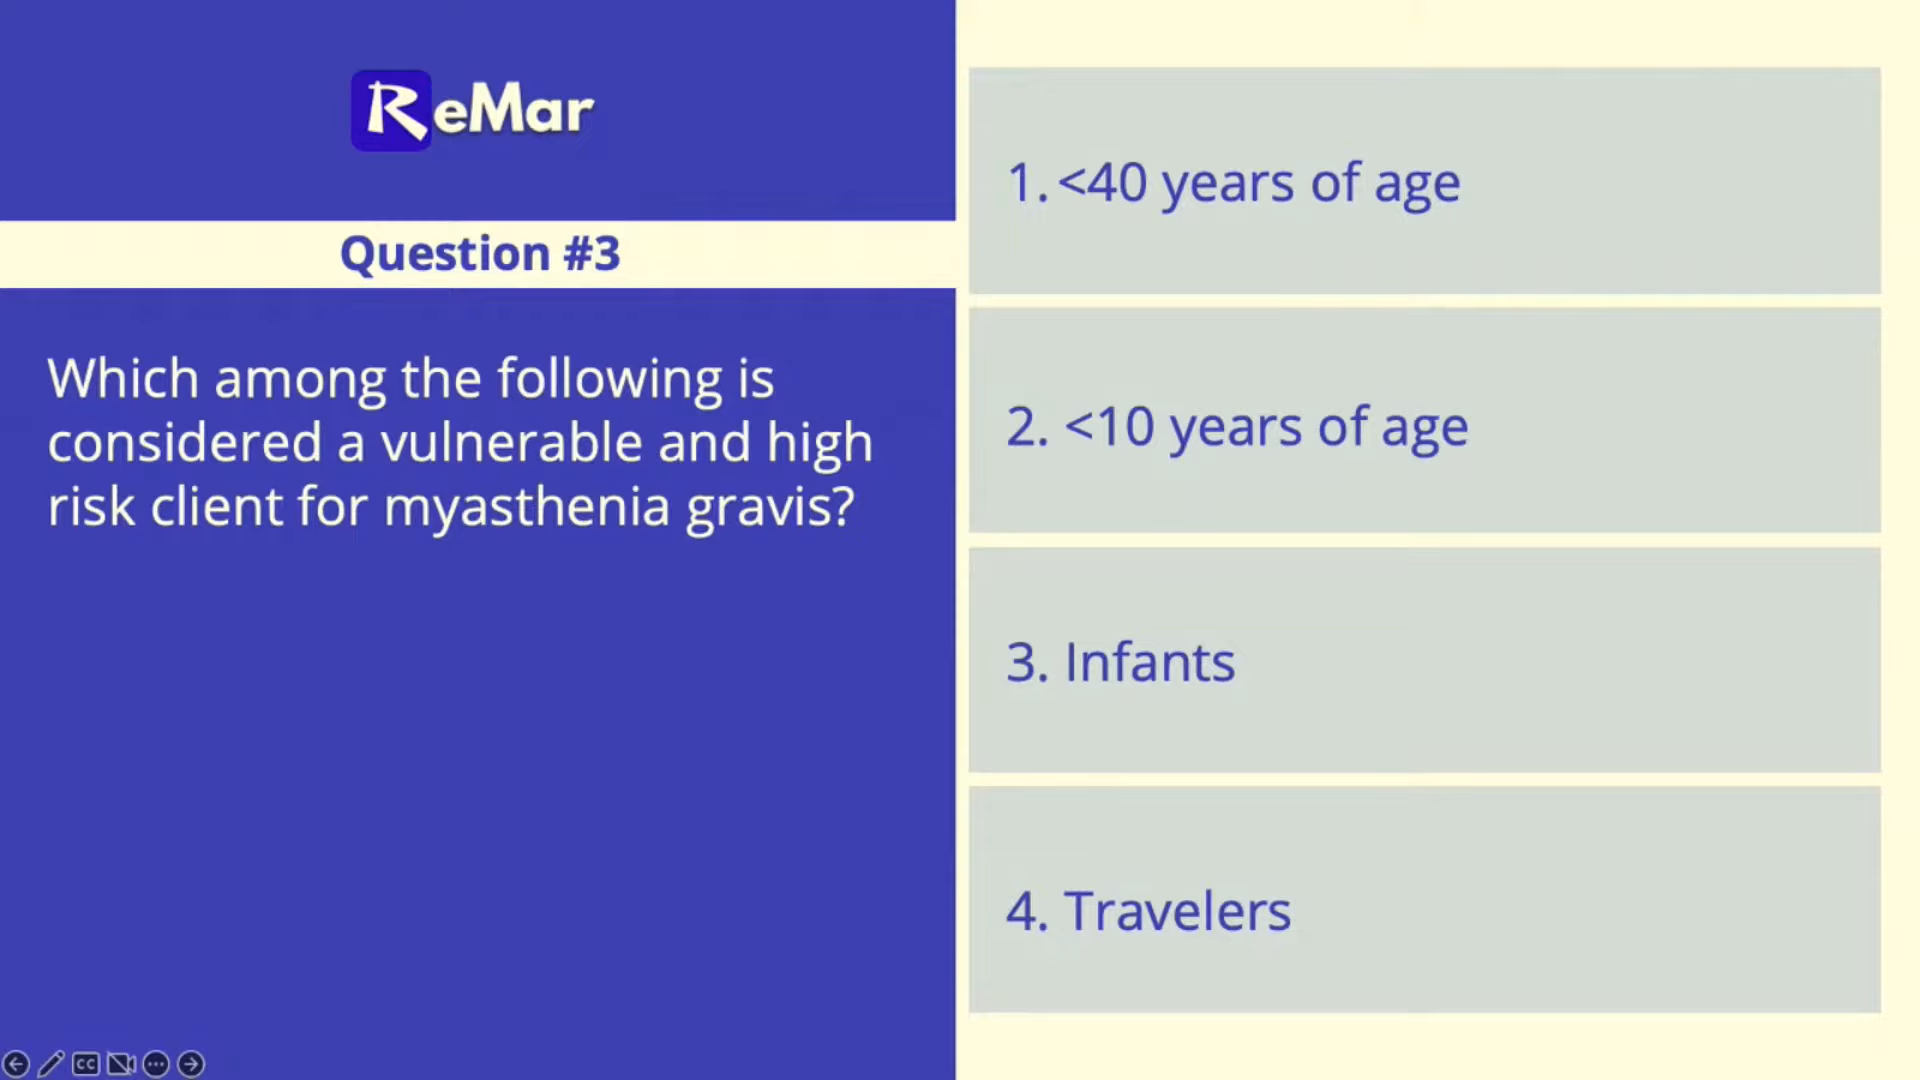 ReMar
Question #3
Which among the following is
considered a vulnerable and high
risk client for myasthenia gravis?
1. <40 years of age
2. <10 years of age
3. Infants
4. Travelers
CC